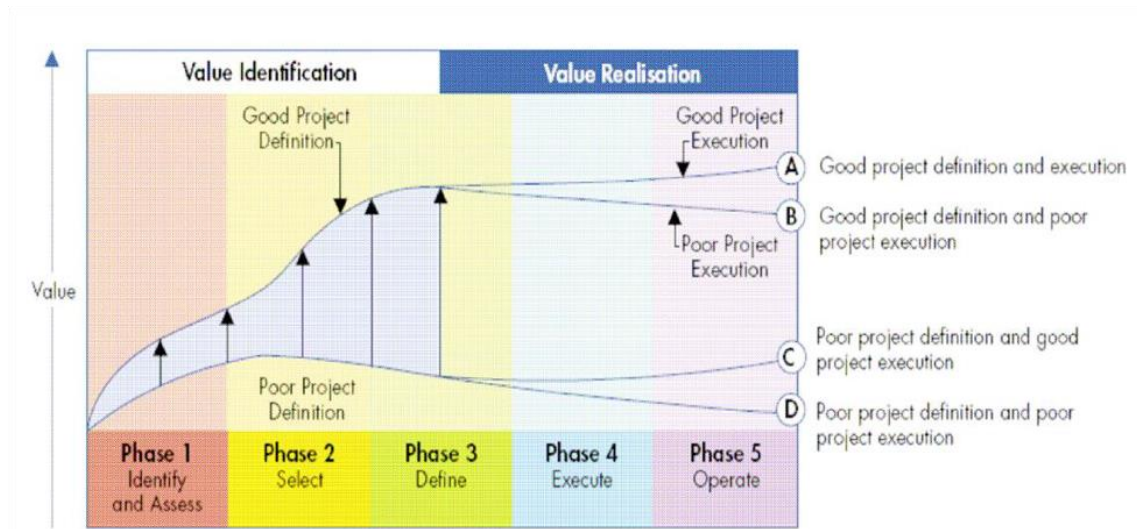 Value Identification
Value Realisation
Good Project
Definition
Good Project
Execution
A
Good project definition and execution
B
Good project definition and poor
project execution
Poor Project
Execution
Value
C
Poor project definition and good
project execution
Poor Project
Definition
D
Poor project definition and poor
project execution
Phase 1
Identify
and Assess
Phase 2
Select
Phase 3
Define
Phase 4
Execute
Phase 5
Operate